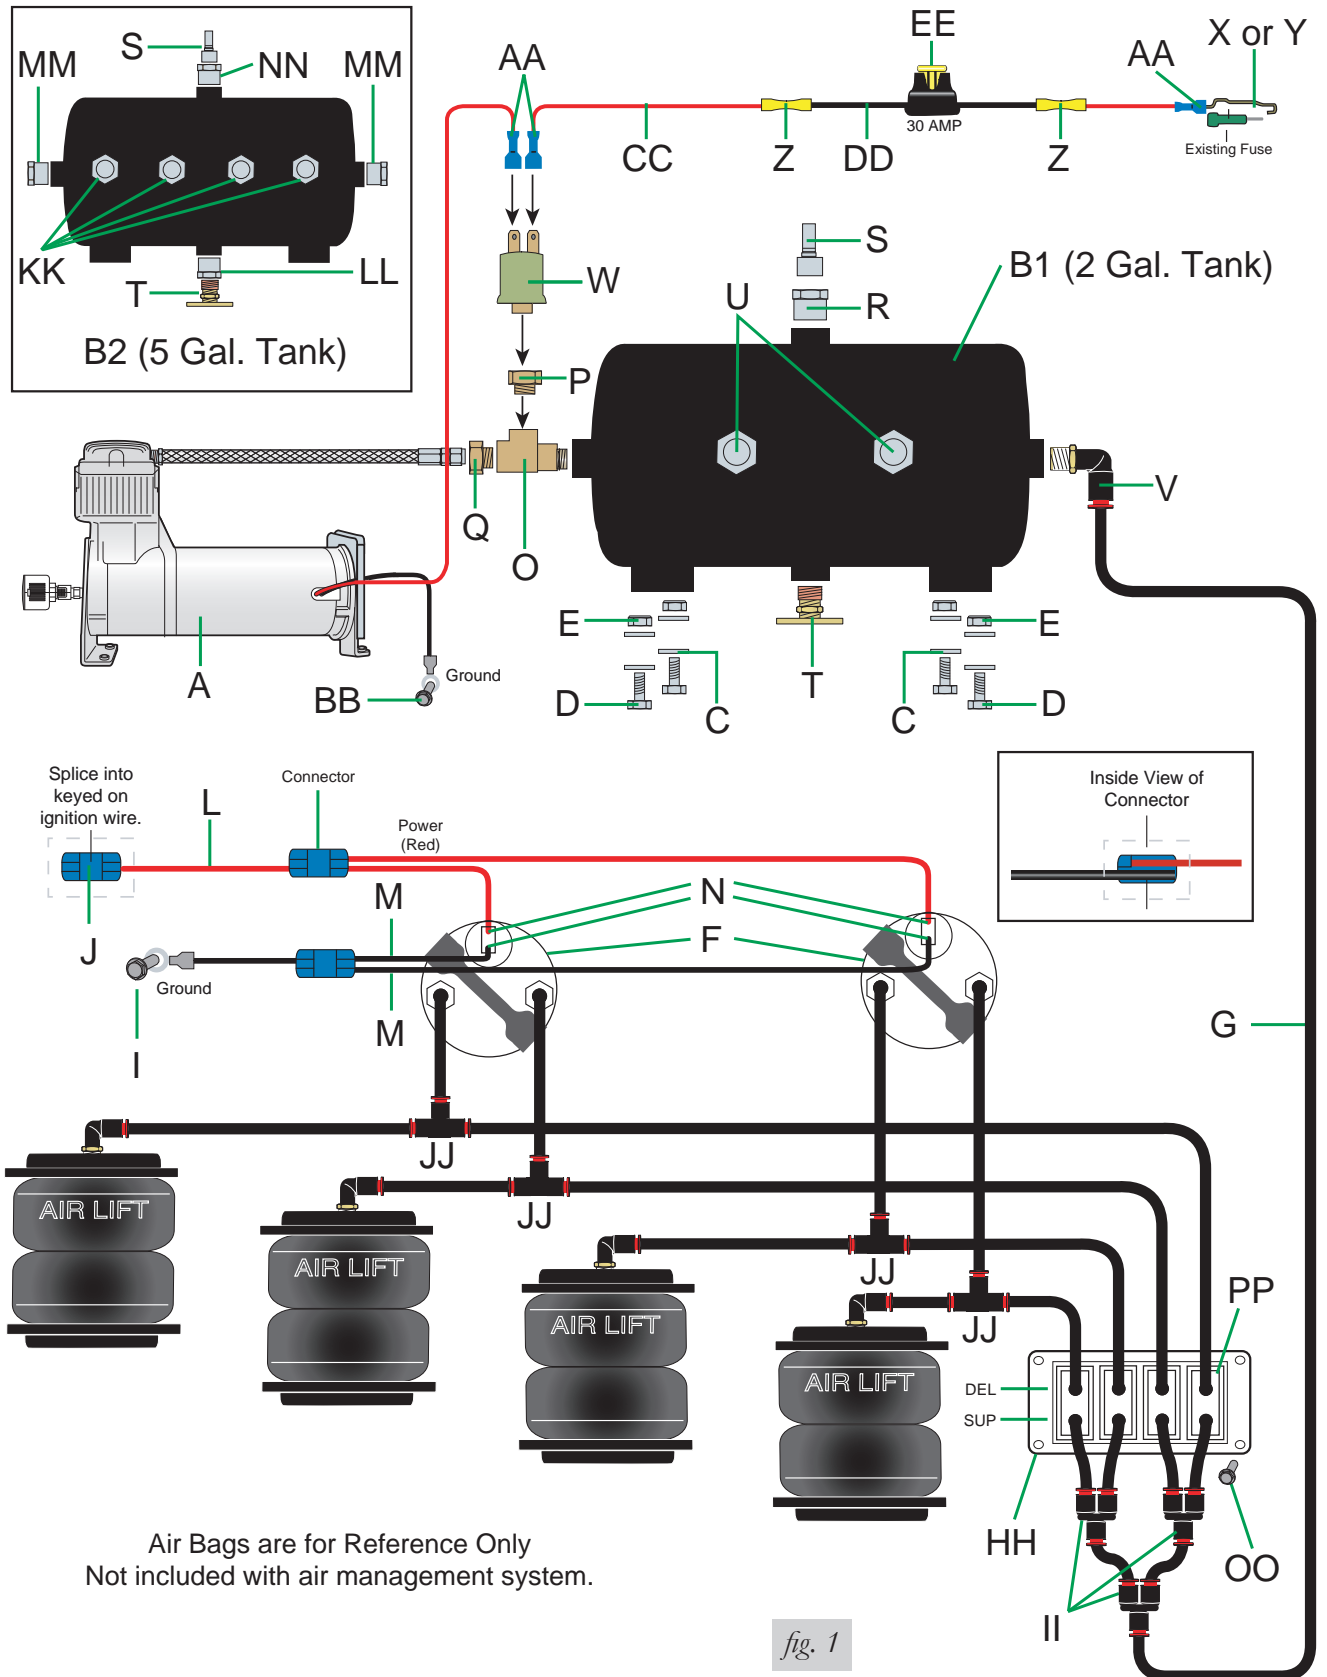 S
MM
NN
MM
KK
LL
T
B2 (5 Gal. Tank)
AA
EE
30 AMP
AA
X or Y
Existing Fuse
CC
Z
DD
Z
W
S
R
B1 (2 Gal. Tank)
U
P
Q
O
V
A
BB
Ground
E
E
D
C
T
C
D
Splice into
keyed on
ignition wire.
L
Connector
Power
(Red)
Inside View of
Connector
M
N
J
F
Ground
M
I
G
JJ
JJ
JJ
JJ
AIR LIFT
AIR LIFT
AIR LIFT
AIR LIFT
PP
DEL
SUP
HH
OO
II
Air Bags are for Reference Only
Not included with air management system.
fig. 1